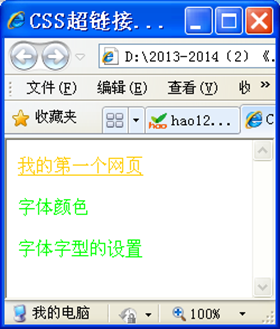 CSS超链接...
D:\2013-2014（2）《.
文件(F) 编辑(E) 查看(V)
收藏夹 hao12... C
我的第一个网页
字体颜色
字体字型的设置
我的电脑 100%